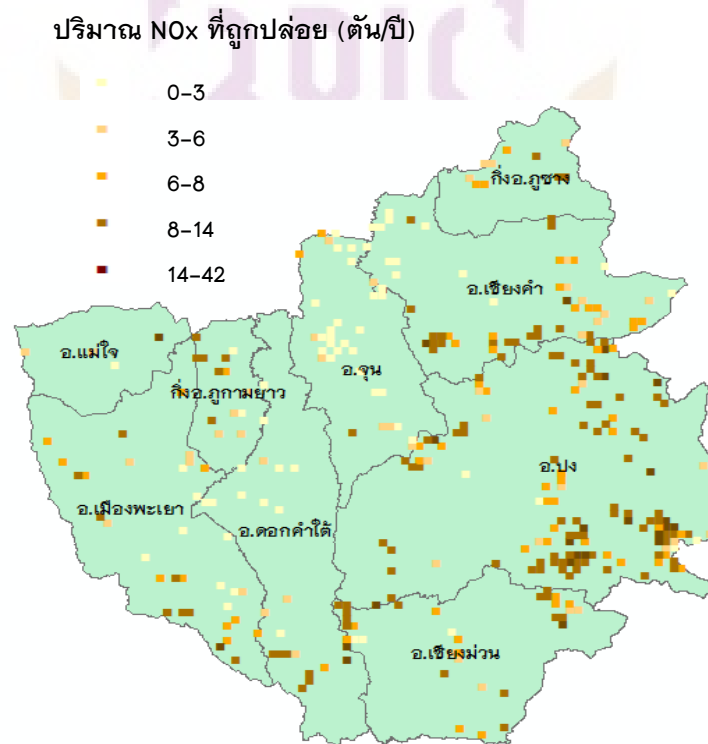 ปริมาณ NOx ที่ถูกปล่อย (ตัน/ปี)
0-3
3-6
6-8
8-14
14-42
กิ่งอ.ภูซาง
อ.เชียงคำ
อ.แม่ใจ
อ.จุน
กิ่งอ.ภูกามยาว
อ.ปง
อ.เมืองพะเยา
อ.ดอกคำใต้
อ.เชียงม่วน